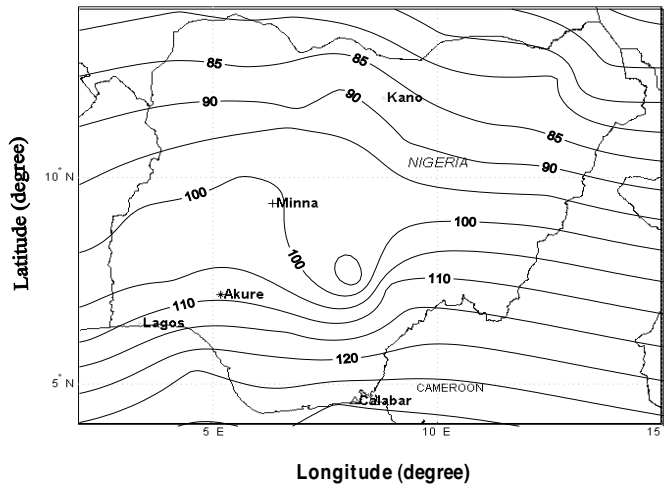 85
85
90
90
Kano
85
NIGERIA
90
10° N
100
Minna
100
100
110
Akure
110
Lagos
120
5° N
CAMEROON
Calabar
5 E
10 E
15
Latitude (degree)
Longitude (degree)